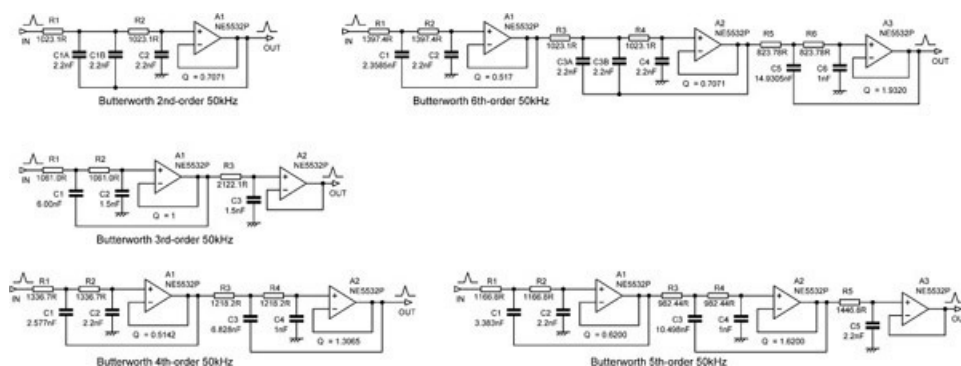 R1 R2 A1 NE5532P
IN 1023.1R 1023.1R OUT
C1A 2.2nF C1B 2.2nF C2 2.2nF
Q = 0.7071
Butterworth 2nd-order 50kHz
R1 R2 A1 NE5532P R3 R4 A2 NE5532P R5 R6 A3 NE5532P
IN 1397.4R 1397.4R 1023.1R 1023.1R 823.78R 823.78R OUT
C1 2.3585nF C2 2.2nF C3A 2.2nF C3B 2.2nF C4 2.2nF C5 14.9305nF C6 1nF
Q = 0.517 Q = 0.7071 Q = 1.9320
Butterworth 6th-order 50kHz
R1 R2 A1 NE5532P R3 A2 NE5532P
IN 1061.0R 1061.0R 2122.1R OUT
C1 6.00nF C2 1.5nF C3 1.5nF
Q = 1
Butterworth 3rd-order 50kHz
R1 R2 A1 NE5532P R3 R4 A2 NE5532P
IN 1336.7R 1336.7R 1218.2R 1218.2R OUT
C1 2.577nF C2 2.2nF C3 6.828nF C4 1nF
Q = 0.5142 Q = 1.3065
Butterworth 4th-order 50kHz
R1 R2 A1 NE5532P R3 R4 A2 NE5532P R5 A3 NE5532P
IN 1166.8R 1166.8R 982.44R 982.44R 1446.8R
C1 3.383nF C2 2.2nF C3 10.498nF C4 1nF C5 2.2nF
Q = 0.6200 Q = 1.6200
Butterworth 5th-order 50kHz